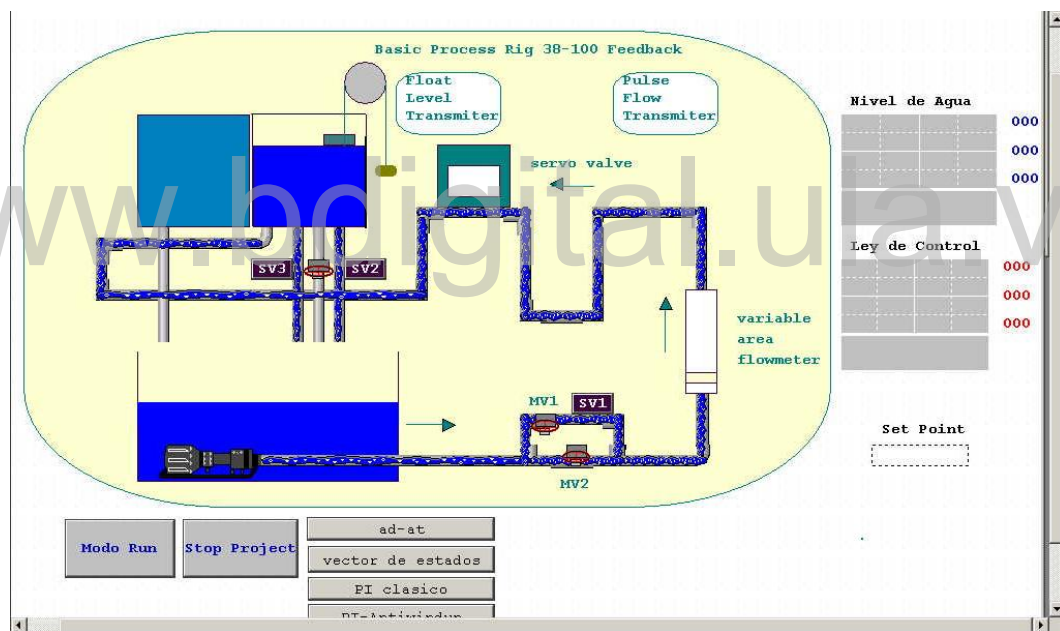 Basic Process Rig 38-100 Feedback
Float
Level
Transmiter
Pulse
Flow
Transmiter
servo valve
Nivel de Agua
000
000
000
www.bdigital.ula.v
SV3
SV2
Ley de Control
000
000
000
variable
area
flowmeter
MV1
SV1
MV2
Set Point
Modo Run
Stop Project
ad-at
vector de estados
PI clasico
PI-Antiwindup